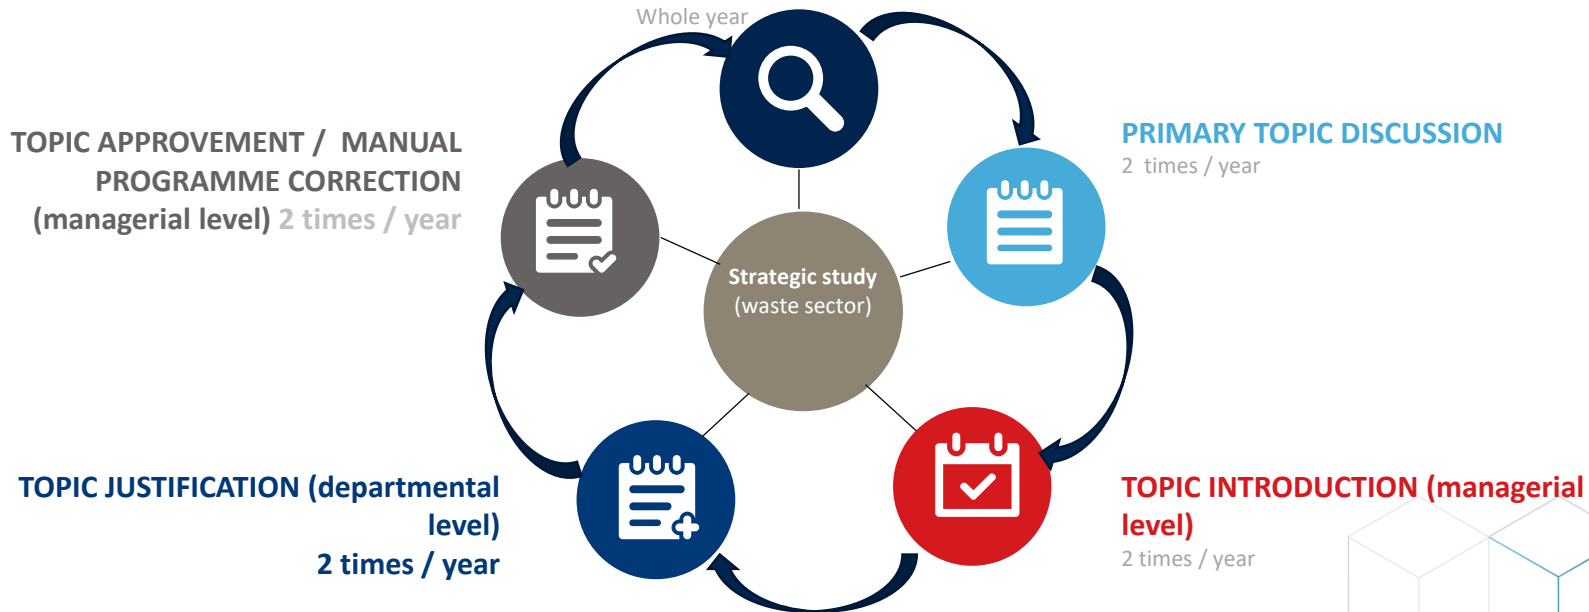 Whole year
PRIMARY TOPIC DISCUSSION
2 times / year
TOPIC INTRODUCTION (managerial
level)
2 times / year
TOPIC JUSTIFICATION (departmental
level)
2 times / year
TOPIC APPROVEMENT / MANUAL
PROGRAMME CORRECTION
(managerial level) 2 times / year
Strategic study
(waste sector)